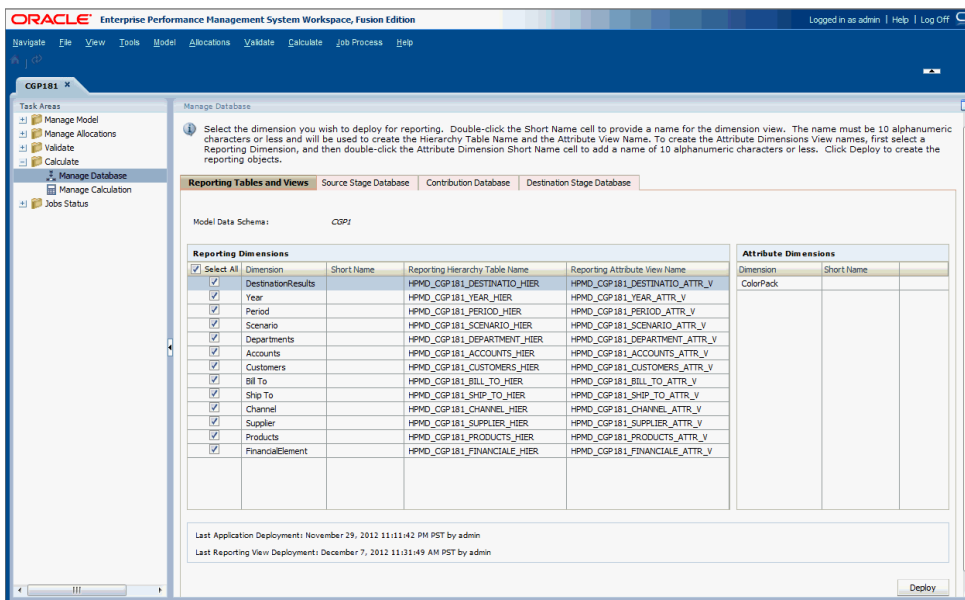 ORACLE Enterprise Performance Management System Workspace, Fusion Edition
Logged in as admin | Help | Log Off
Navigate File View Tools Model Allocations Validate Calculate Job Process Help
CGP181
Task Areas
Manage Model
Manage Allocations
Validate
Calculate
Manage Database
Manage Calculation
Jobs Status
Manage Database
Select the dimension you wish to deploy for reporting. Double-click the Short Name cell to provide a name for the dimension view. The name must be 10 alphanumeric
characters or less and will be used to create the Hierarchy Table Name and the Attribute View Name. To create the Attribute Dimensions View names, first select a
Reporting Dimension, and then double-click the Attribute Dimension Short Name cell to add a name of 10 alphanumeric characters or less. Click Deploy to create the
reporting objects.
Reporting Tables and Views Source Stage Database Contribution Database Destination Stage Database
Model Data Schema: CGP1
Reporting Dimensions
Select All Dimension Short Name Reporting Hierarchy Table Name Reporting Attribute View Name
DestinationResults HPMD_CGP181_DESTINATIO_HIER HPMD_CGP181_DESTINATIO_ATTR_V
Year HPMD_CGP181_YEAR_HIER HPMD_CGP181_YEAR_ATTR_V
Period HPMD_CGP181_PERIOD_HIER HPMD_CGP181_PERIOD_ATTR_V
Scenario HPMD_CGP181_SCENARIO_HIER HPMD_CGP181_SCENARIO_ATTR_V
Departments HPMD_CGP181_DEPARTMENT_HIER HPMD_CGP181_DEPARTMENT_ATTR_V
Accounts HPMD_CGP181_ACCOUNTS_HIER HPMD_CGP181_ACCOUNTS_ATTR_V
Customers HPMD_CGP181_CUSTOMERS_HIER HPMD_CGP181_CUSTOMERS_ATTR_V
Bill To HPMD_CGP181_BILL_TO_HIER HPMD_CGP181_BILL_TO_ATTR_V
Ship To HPMD_CGP181_SHIP_TO_HIER HPMD_CGP181_SHIP_TO_ATTR_V
Channel HPMD_CGP181_CHANNEL_HIER HPMD_CGP181_CHANNEL_ATTR_V
Supplier HPMD_CGP181_SUPPLIER_HIER HPMD_CGP181_SUPPLIER_ATTR_V
Products HPMD_CGP181_PRODUCTS_HIER HPMD_CGP181_PRODUCTS_ATTR_V
FinancialElement HPMD_CGP181_FINANCIALE_HIER HPMD_CGP181_FINANCIALE_ATTR_V
Attribute Dimensions
Dimension Short Name
ColorPack
Last Application Deployment: November 29, 2012 11:11:42 PM PST by admin
Last Reporting View Deployment: December 7, 2012 11:31:49 AM PST by admin
Deploy